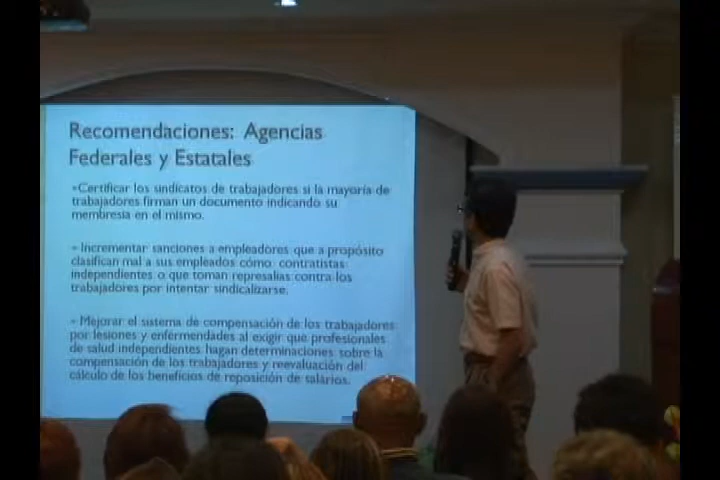 Recomendaciones: Agencias
Federales y Estatales
•Certificar los sindicatos de trabajadores si la mayoría de
trabajadores firman un documento indicando su
membresía en el mismo.
• Incrementar sanciones a empleadores que a propósito
clasifican mal a sus empleados cómo contratistas
independientes o que toman represalias contra los
trabajadores por intentar sindicalizarse.
• Mejorar el sistema de compensación de los trabajadores
por lesiones y enfermendades al exigir que profesionales
de salud independientes hagan determinaciones sobre la
compensación de los trabajadores y reevaluación del
cálculo de los beneficios de reposición de salarios.